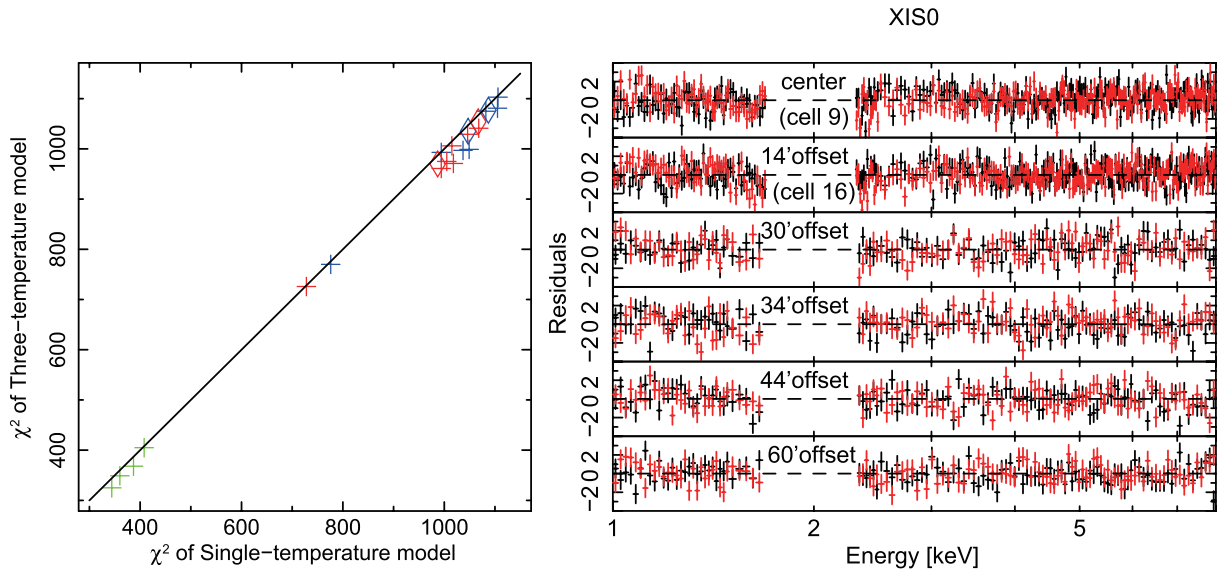 XIS0
χ² of Three−temperature model
1000
800
600
400
400 600 800 1000
χ² of Single−temperature model
Residuals
−2 0 2
center
(cell 9)
−2 0 2
14'offset
(cell 16)
−2 0 2
30'offset
−2 0 2
34'offset
−2 0 2
44'offset
−2 0 2
60'offset
1 2 5
Energy [keV]